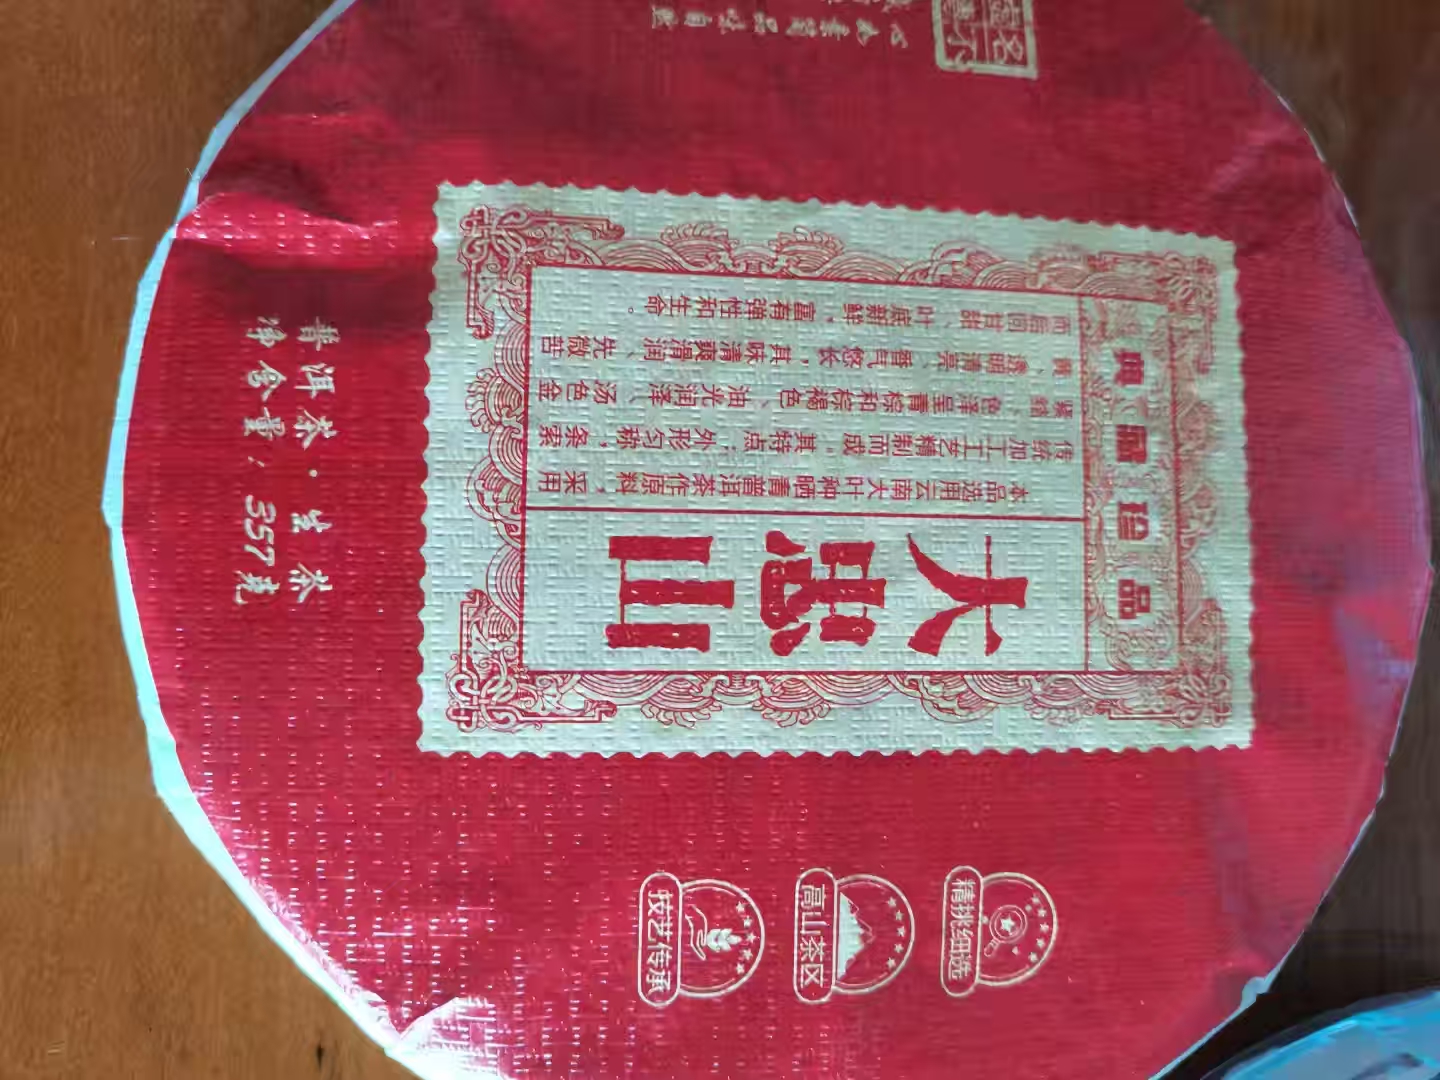 典藏珍品
大忠山
本品选用云南大叶种晒青普洱茶作原料，采用
传统加工工艺精制而成。其特点：外形匀称，条索
紧结、色泽呈青棕和棕褐色、油光润泽、汤色金
黄、透明清亮、香气悠长，其味清爽滑润、先微苦
而后回甘甜、叶底新鲜，富有弹性和生命。
精挑细选
高山茶区
技艺传承
普洱茶·生茶
净含量：357克